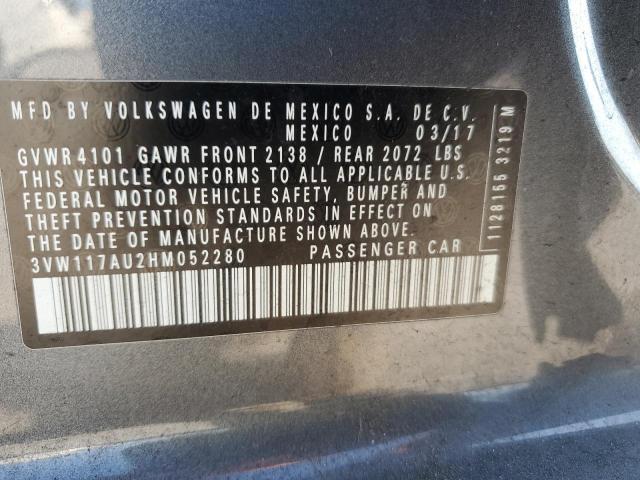 MFD BY VOLKSWAGEN DE MEXICO S.A. DE C.V.
MEXICO 03/17
GVWR 4101 GAWR FRONT 2138 / REAR 2072 LBS
THIS VEHICLE CONFORMS TO ALL APPLICABLE U.S.
FEDERAL MOTOR VEHICLE SAFETY, BUMPER AND
THEFT PREVENTION STANDARDS IN EFFECT ON
THE DATE OF MANUFACTURE SHOWN ABOVE.
3VW117AU2HM052280 PASSENGER CAR
1128165 3219 M